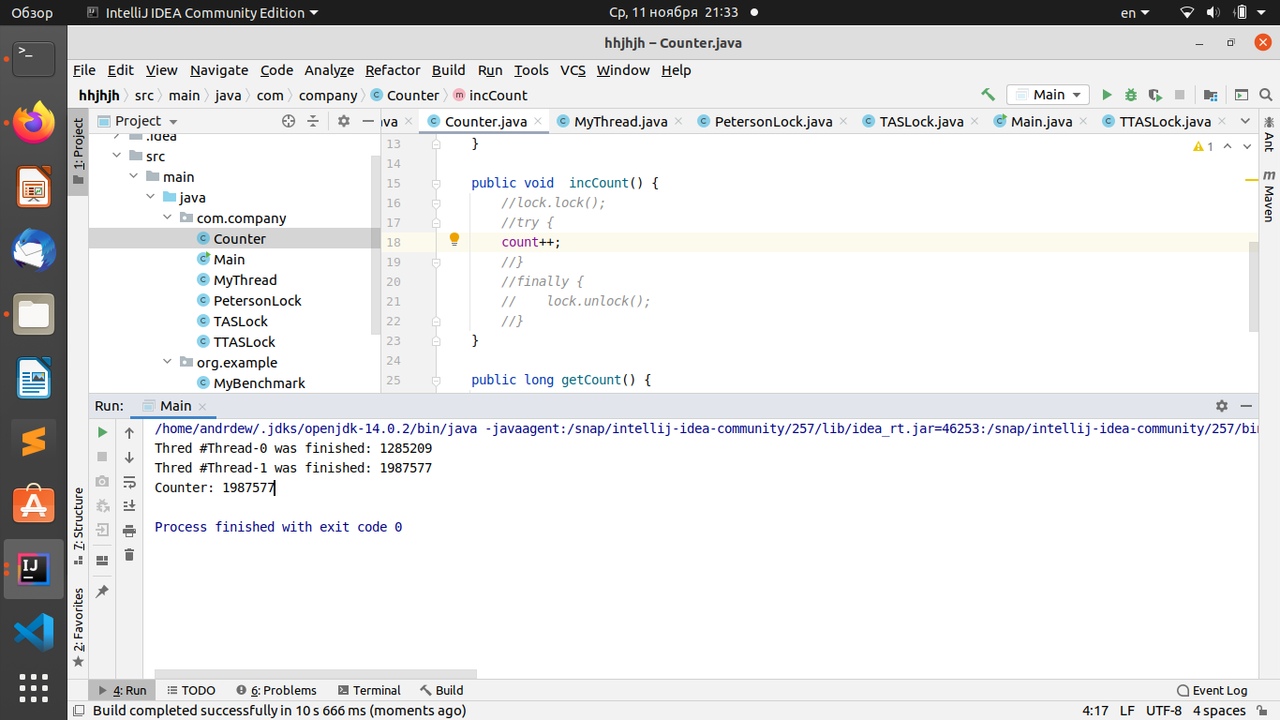 Обзор IntelliJ IDEA Community Edition Ср, 11 ноября 21:33 en
hhjhjh – Counter.java
File Edit View Navigate Code Analyze Refactor Build Run Tools VCS Window Help
hhjhjh src main java com company Counter incCount Main
1: Project
Project
.idea
src
main
java
com.company
Counter
Main
MyThread
PetersonLock
TASLock
TTASLock
org.example
MyBenchmark
va Counter.java MyThread.java PetersonLock.java TASLock.java Main.java TTASLock.java
1
13 }
14
15 public void  incCount() {
16 //lock.lock();
17 //try {
18 count++;
19 //}
20 //finally {
21 //    lock.unlock();
22 //}
23 }
24
25 public long getCount() {
Ant
Maven
Run: Main
/home/andrdew/.jdks/openjdk-14.0.2/bin/java -javaagent:/snap/intellij-idea-community/257/lib/idea_rt.jar=46253:/snap/intellij-idea-community/257/bi
Thred #Thread-0 was finished: 1285209
Thred #Thread-1 was finished: 1987577
Counter: 1987577
Process finished with exit code 0
7: Structure
2: Favorites
4: Run TODO 6: Problems Terminal Build Event Log
Build completed successfully in 10 s 666 ms (moments ago) 4:17 LF UTF-8 4 spaces